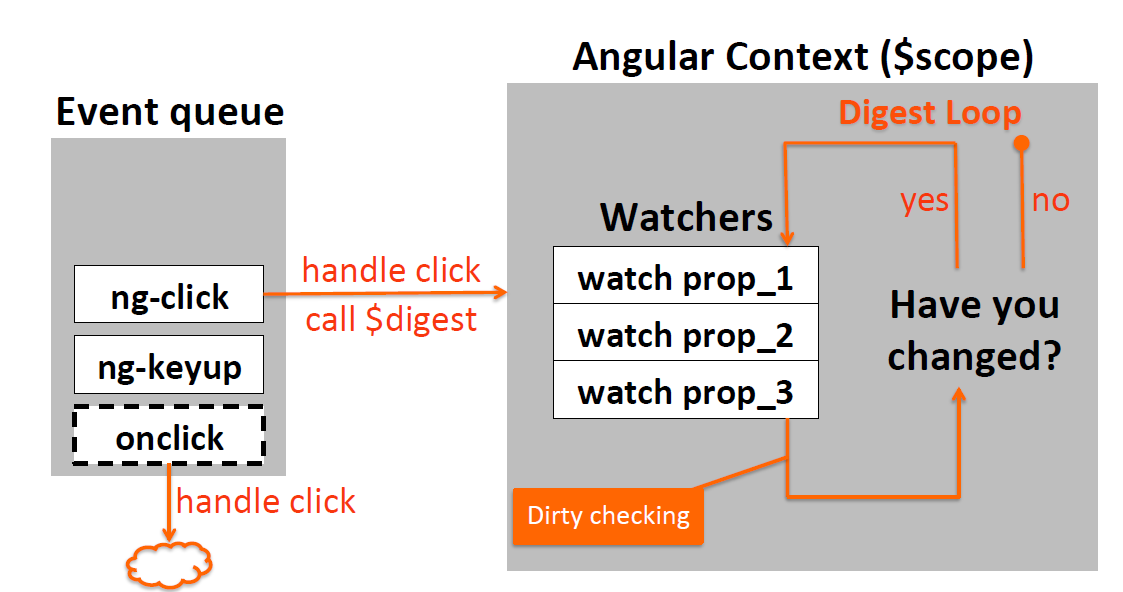 Angular Context ($scope)
Event queue
Digest Loop
yes
no
Watchers
handle click
call $digest
ng-click
ng-keyup
onclick
watch prop_1
watch prop_2
watch prop_3
Have you
changed?
handle click
Dirty checking